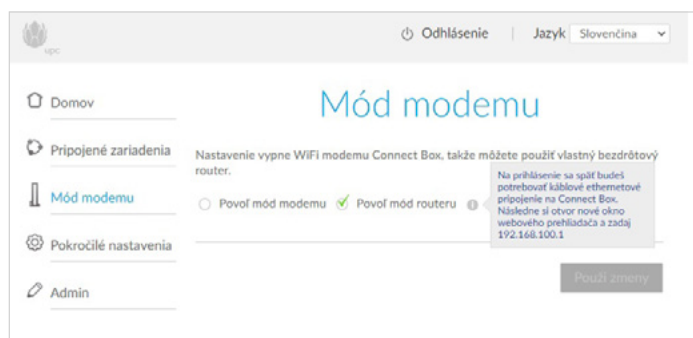 upc
Odhlásenie
Jazyk Slovenčina
Domov
Pripojené zariadenia
Mód modemu
Pokročilé nastavenia
Admin
Mód modemu
Nastavenie vypne WiFi modemu Connect Box, takže môžete použiť vlastný bezdrôtový
router.
Povoľ mód modemu Povoľ mód routeru
Na prihlásenie sa späť budeš
potrebovať káblové ethernetové
pripojenie na Connect Box.
Následne si otvor nové okno
webového prehliadača a zadaj
192.168.100.1
Použi zmeny